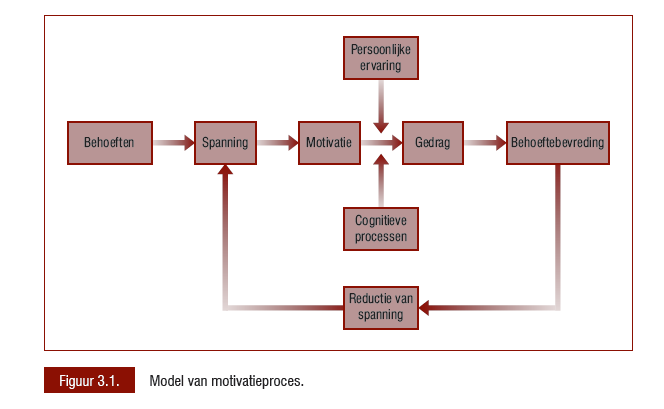 Persoonlijke
ervaring
Behoeften
Spanning
Motivatie
Gedrag
Behoeftebevreding
Cognitieve
processen
Reductie van
spanning
Figuur 3.1.
Model van motivatieproces.